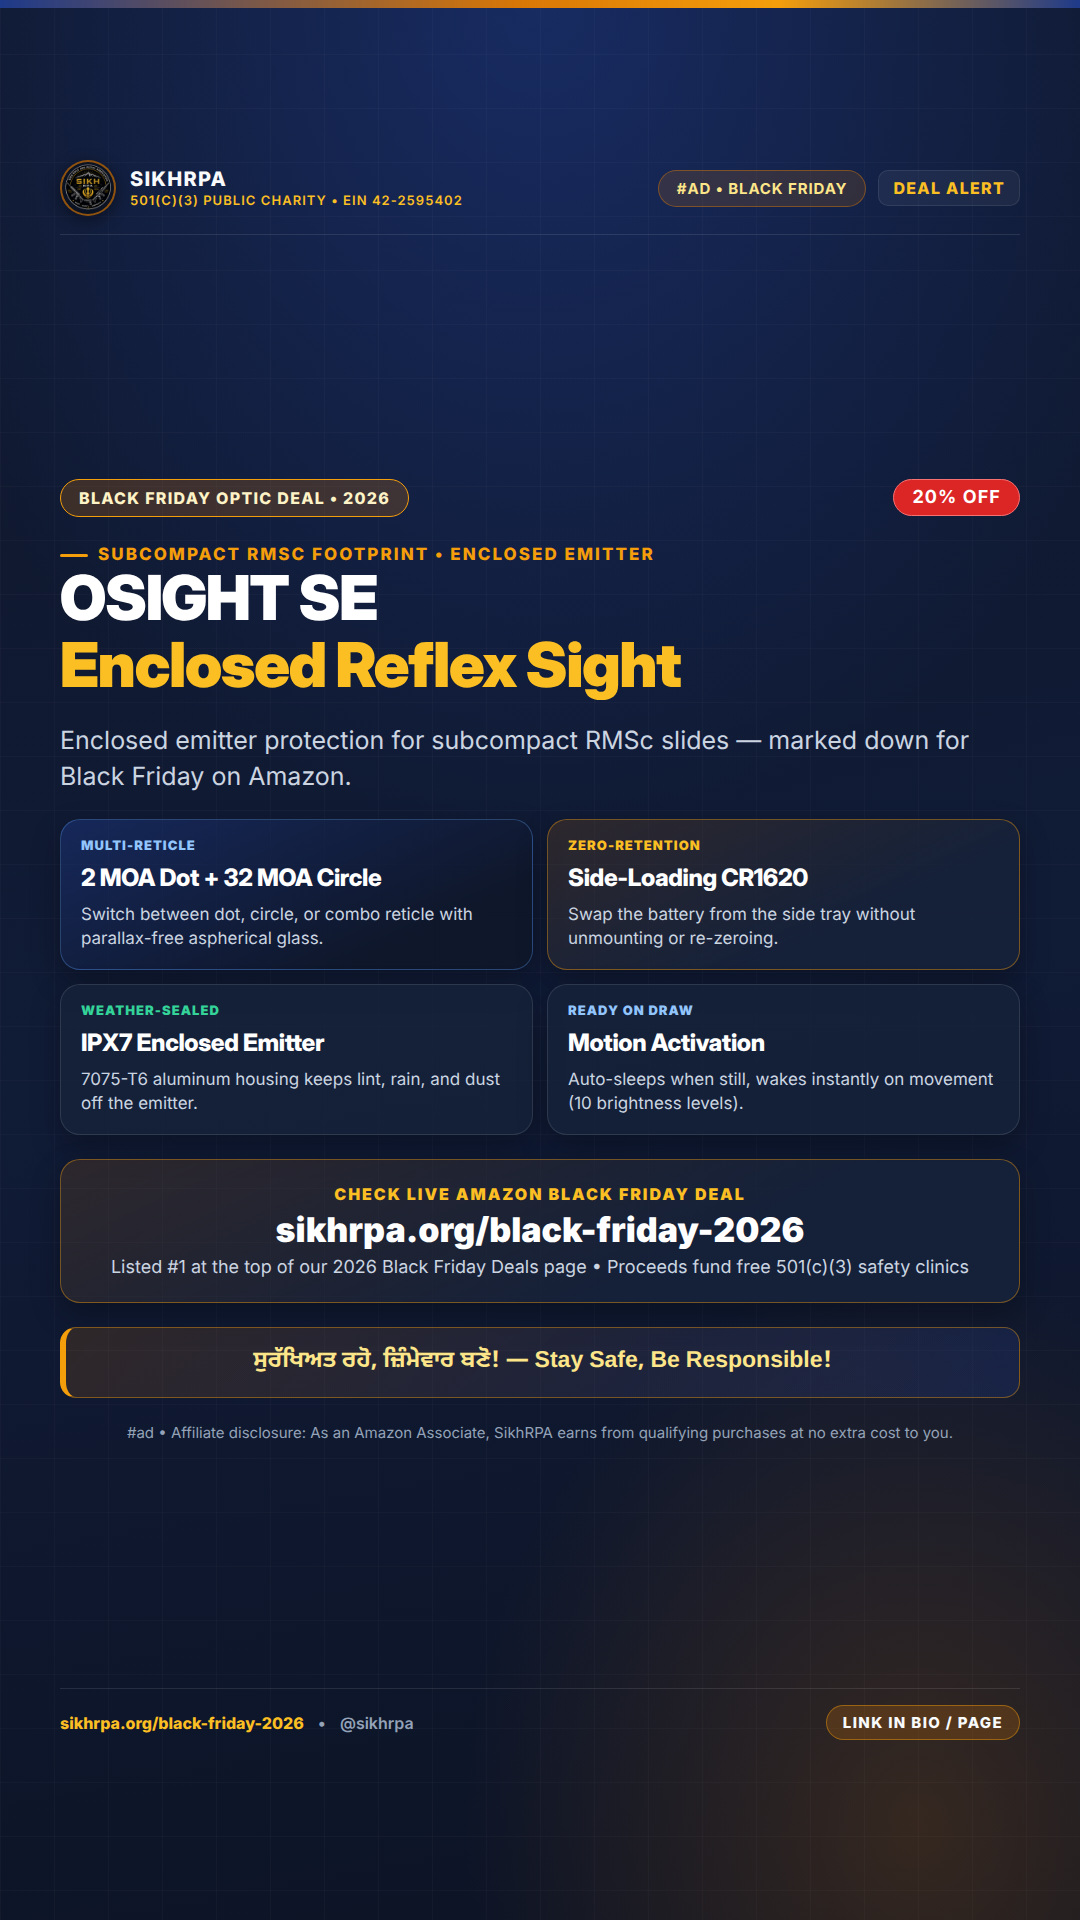 SIKHRPA
501(C)(3) PUBLIC CHARITY • EIN 42-2595402
#AD • BLACK FRIDAY
DEAL ALERT
BLACK FRIDAY OPTIC DEAL • 2026
20% OFF
SUBCOMPACT RMSC FOOTPRINT • ENCLOSED EMITTER
OSIGHT SE
Enclosed Reflex Sight
Enclosed emitter protection for subcompact RMSc slides — marked down for
Black Friday on Amazon.
MULTI-RETICLE
2 MOA Dot + 32 MOA Circle
Switch between dot, circle, or combo reticle with
parallax-free aspherical glass.
ZERO-RETENTION
Side-Loading CR1620
Swap the battery from the side tray without
unmounting or re-zeroing.
WEATHER-SEALED
IPX7 Enclosed Emitter
7075-T6 aluminum housing keeps lint, rain, and dust
off the emitter.
READY ON DRAW
Motion Activation
Auto-sleeps when still, wakes instantly on movement
(10 brightness levels).
CHECK LIVE AMAZON BLACK FRIDAY DEAL
sikhrpa.org/black-friday-2026
Listed #1 at the top of our 2026 Black Friday Deals page • Proceeds fund free 501(c)(3) safety clinics
ਸੁਰੱਖਿਅਤ ਰਹੋ, ਜ਼ਿੰਮੇਵਾਰ ਬਣੋ! — Stay Safe, Be Responsible!
#ad • Affiliate disclosure: As an Amazon Associate, SikhRPA earns from qualifying purchases at no extra cost to you.
sikhrpa.org/black-friday-2026 • @sikhrpa
LINK IN BIO / PAGE